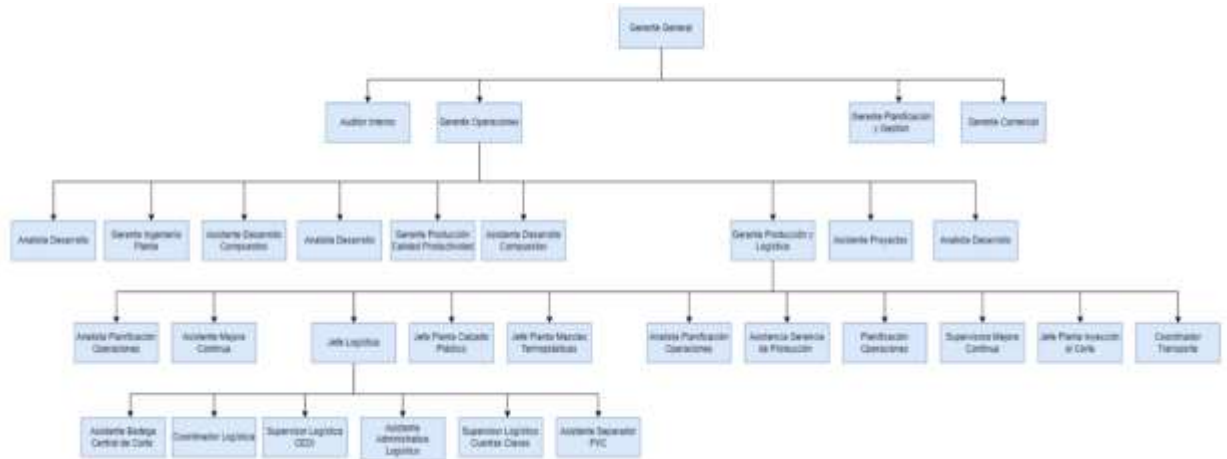 Gerente General
Auditor Interno
Gerente Operaciones
Gerente Planificación
y Gestion
Gerente Comercial
Analista Desarrollo
Gerente Ingeniería
Planta
Asistente Desarrollo
Compuestos
Analista Desarrollo
Gerente Producción
Calidad Productividad
Asistente Desarrollo
Compuestos
Gerente Producción y
Logística
Asistente Proyectos
Analista Desarrollo
Analista Planificación
Operaciones
Asistente Mejora
Continua
Jefe Logística
Jefe Planta Calzado
Plástico
Jefe Planta Mezclas
Termoplásticas
Analista Planificación
Operaciones
Asistencia Gerencia
de Producción
Planificación
Operaciones
Supervisora Mejora
Continua
Jefe Planta Inyección
al Corte
Coordinador
Transporte
Asistente Bodega
Central de Corte
Coordinador Logística
Supervisor Logística
CEDI
Asistente
Administrativa
Logística
Supervisor Logístico
Cuentas Claves
Asistente Separador
PVC